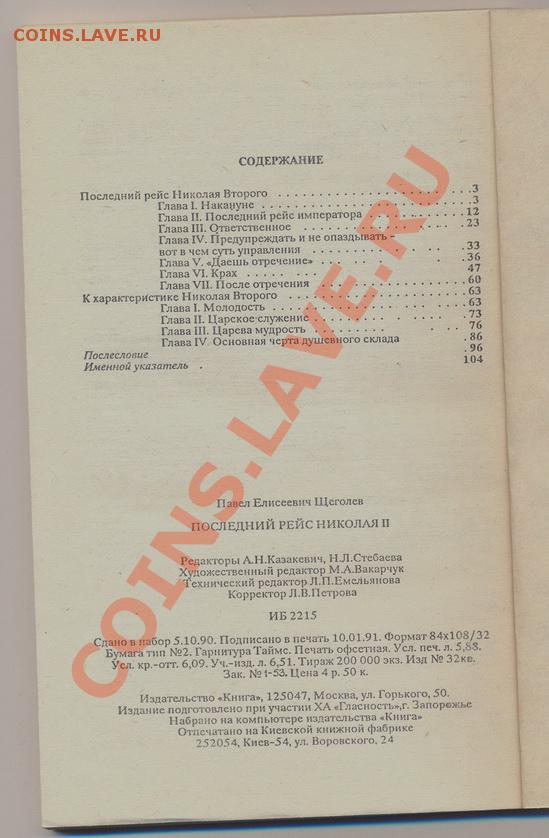 COINS.LAVE.RU
СОДЕРЖАНИЕ
Последний рейс Николая Второго . . . . . . . . . . . . . . . . . . . . . . .3
Глава I. Накануне . . . . . . . . . . . . . . . . . . . . . . .3
Глава II. Последний рейс императора . . . . . . . . . 12
Глава III. Ответственное . . . . . . . . . . . . . . . . .23
Глава IV. Предупреждать и не опаздывать -
вот в чем суть управления . . . . . . . . .33
Глава V. «Даешь отречение» . . . . . . . .36
Глава VI. Крах . . . . . . 47
Глава VII. После отречения . . . . . . . . . .60
К характеристике Николая Второго . . . . . . . . . . . .63
Глава I. Молодость . . . . . . . . . . . .63
Глава II. Царское служение . . . . . . . . .73
Глава III. Царева мудрость . . . . . . 76
Глава IV. Основная черта душевного склада . 86
Послесловие .96
Именной указатель . 104
COINS.LAVE.RU
Павел Елисеевич Щеголев
ПОСЛЕДНИЙ РЕЙС НИКОЛАЯ II
Редакторы А.Н.Казакевич, Н.Л.Стебаева
Художественный редактор М.А.Вакарчук
Технический редактор Л.П.Емельянова
Корректор Л.В.Петрова
ИБ 2215
Сдано в набор 5.10.90. Подписано в печать 10.01.91. Формат 84х108/32
Бумага тип №2. Гарнитура Таймс. Печать офсетная. Усл. печ. л. 5,88.
Усл. кр.-отт. 6,09. Уч.-изд. л. 6,51. Тираж 200 000 экз. Изд № 32кв.
Зак. № 1-53. Цена 4 р. 50 к.
Издательство «Книга», 125047, Москва, ул. Горького, 50.
Издание подготовлено при участии ХА «Гласность», г. Запорожье
Набрано на компьютере издательства «Книга»
Отпечатано на Киевской книжной фабрике
252054, Киев-54, ул. Воровского, 24